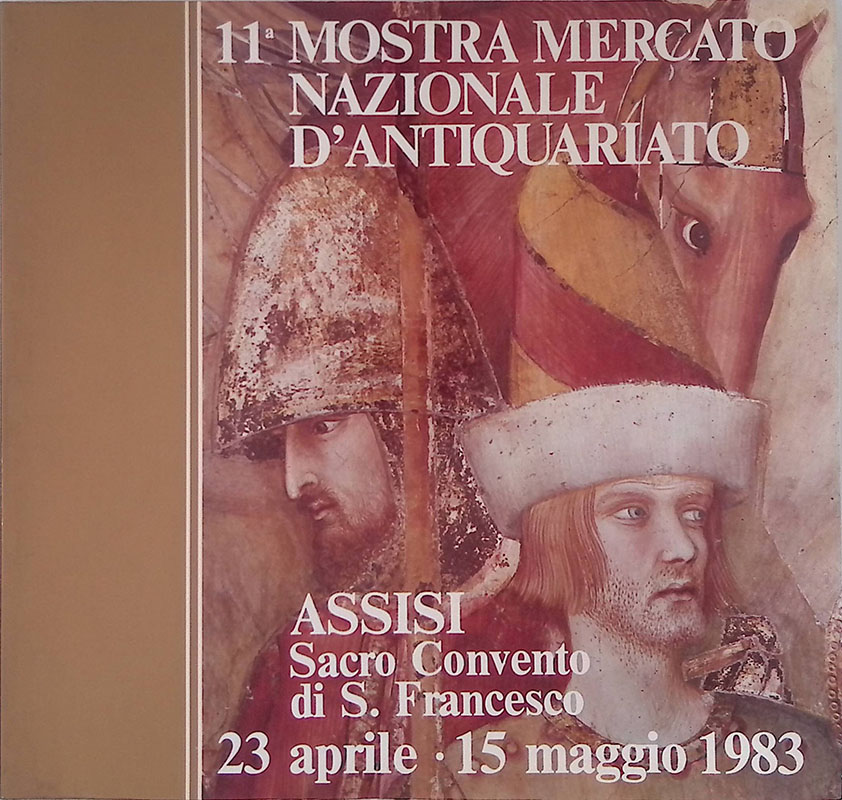 11ª MOSTRA MERCATO
NAZIONALE
D'ANTIQUARIATO
ASSISI
Sacro Convento
di S. Francesco
23 aprile · 15 maggio 1983